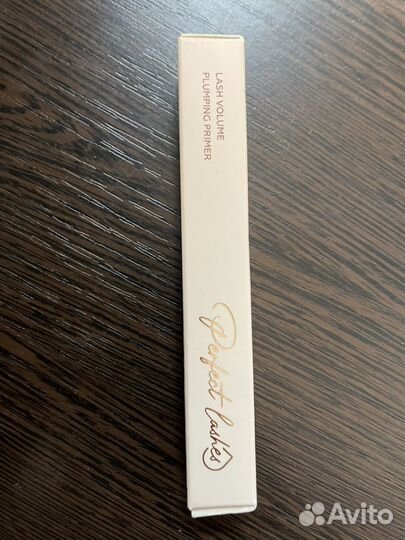 LASH VOLUME
PLUMPING PRIMER
Perfect lashes
Avito